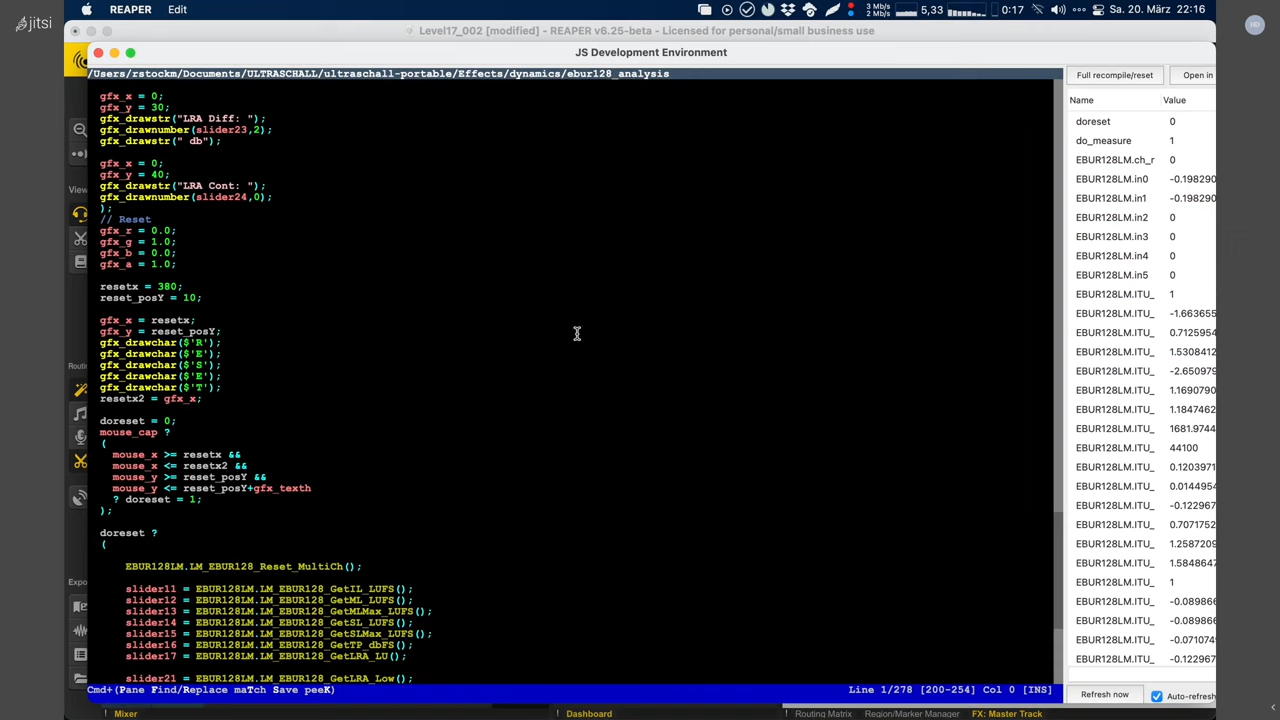 jitsi
REAPER Edit
3 Mb/s
2 Mb/s
5,33
0:17
Sa. 20. März 22:16
HD
Level17_002 [modified] - REAPER v6.25-beta - Licensed for personal/small business use
JS Development Environment
/Users/rstockm/Documents/ULTRASCHALL/ultraschall-portable/Effects/dynamics/ebur128_analysis
Full recompile/reset
Open in
gfx_x = 0;
gfx_y = 30;
gfx_drawstr("LRA Diff: ");
gfx_drawnumber(slider23,2);
gfx_drawstr(" db");
gfx_x = 0;
gfx_y = 40;
gfx_drawstr("LRA Cont: ");
gfx_drawnumber(slider24,0);
);
// Reset
gfx_r = 0.0;
gfx_g = 1.0;
gfx_b = 0.0;
gfx_a = 1.0;
resetx = 380;
reset_posY = 10;
gfx_x = resetx;
gfx_y = reset_posY;
gfx_drawchar($'R');
gfx_drawchar($'E');
gfx_drawchar($'S');
gfx_drawchar($'E');
gfx_drawchar($'T');
resetx2 = gfx_x;
doreset = 0;
mouse_cap ?
(
mouse_x >= resetx &&
mouse_x <= resetx2 &&
mouse_y >= reset_posY &&
mouse_y <= reset_posY+gfx_texth
? doreset = 1;
);
doreset ?
(
EBUR128LM.LM_EBUR128_Reset_MultiCh();
slider11 = EBUR128LM.LM_EBUR128_GetIL_LUFS();
slider12 = EBUR128LM.LM_EBUR128_GetML_LUFS();
slider13 = EBUR128LM.LM_EBUR128_GetMLMax_LUFS();
slider14 = EBUR128LM.LM_EBUR128_GetSL_LUFS();
slider15 = EBUR128LM.LM_EBUR128_GetSLMax_LUFS();
slider16 = EBUR128LM.LM_EBUR128_GetTP_dbFS();
slider17 = EBUR128LM.LM_EBUR128_GetLRA_LU();
slider21 = EBUR128LM.LM_EBUR128_GetLRA_Low();
Cmd+(Pane Find/Replace maTch Save peeK)
Line 1/278 [200-254] Col 0 [INS]
Name Value
doreset 0
do_measure 1
EBUR128LM.ch_r 0
EBUR128LM.in0 -0.198290
EBUR128LM.in1 -0.198290
EBUR128LM.in2 0
EBUR128LM.in3 0
EBUR128LM.in4 0
EBUR128LM.in5 0
EBUR128LM.ITU_ 1
EBUR128LM.ITU_ -1.663655
EBUR128LM.ITU_ 0.7125954
EBUR128LM.ITU_ 1.5308412
EBUR128LM.ITU_ -2.650979
EBUR128LM.ITU_ 1.1690790
EBUR128LM.ITU_ 1.1847462
EBUR128LM.ITU_ 1681.9744
EBUR128LM.ITU_ 44100
EBUR128LM.ITU_ 0.1203971
EBUR128LM.ITU_ 0.0144954
EBUR128LM.ITU_ -0.122967
EBUR128LM.ITU_ 0.7071752
EBUR128LM.ITU_ 1.2587209
EBUR128LM.ITU_ 1.5848647
EBUR128LM.ITU_ 1
EBUR128LM.ITU_ -0.089866
EBUR128LM.ITU_ -0.089866
EBUR128LM.ITU_ -0.071074
EBUR128LM.ITU_ -0.122967
Refresh now
Auto-refresh
View
Routin
Expo
Mixer
Dashboard
Routing Matrix
Region/Marker Manager
FX: Master Track